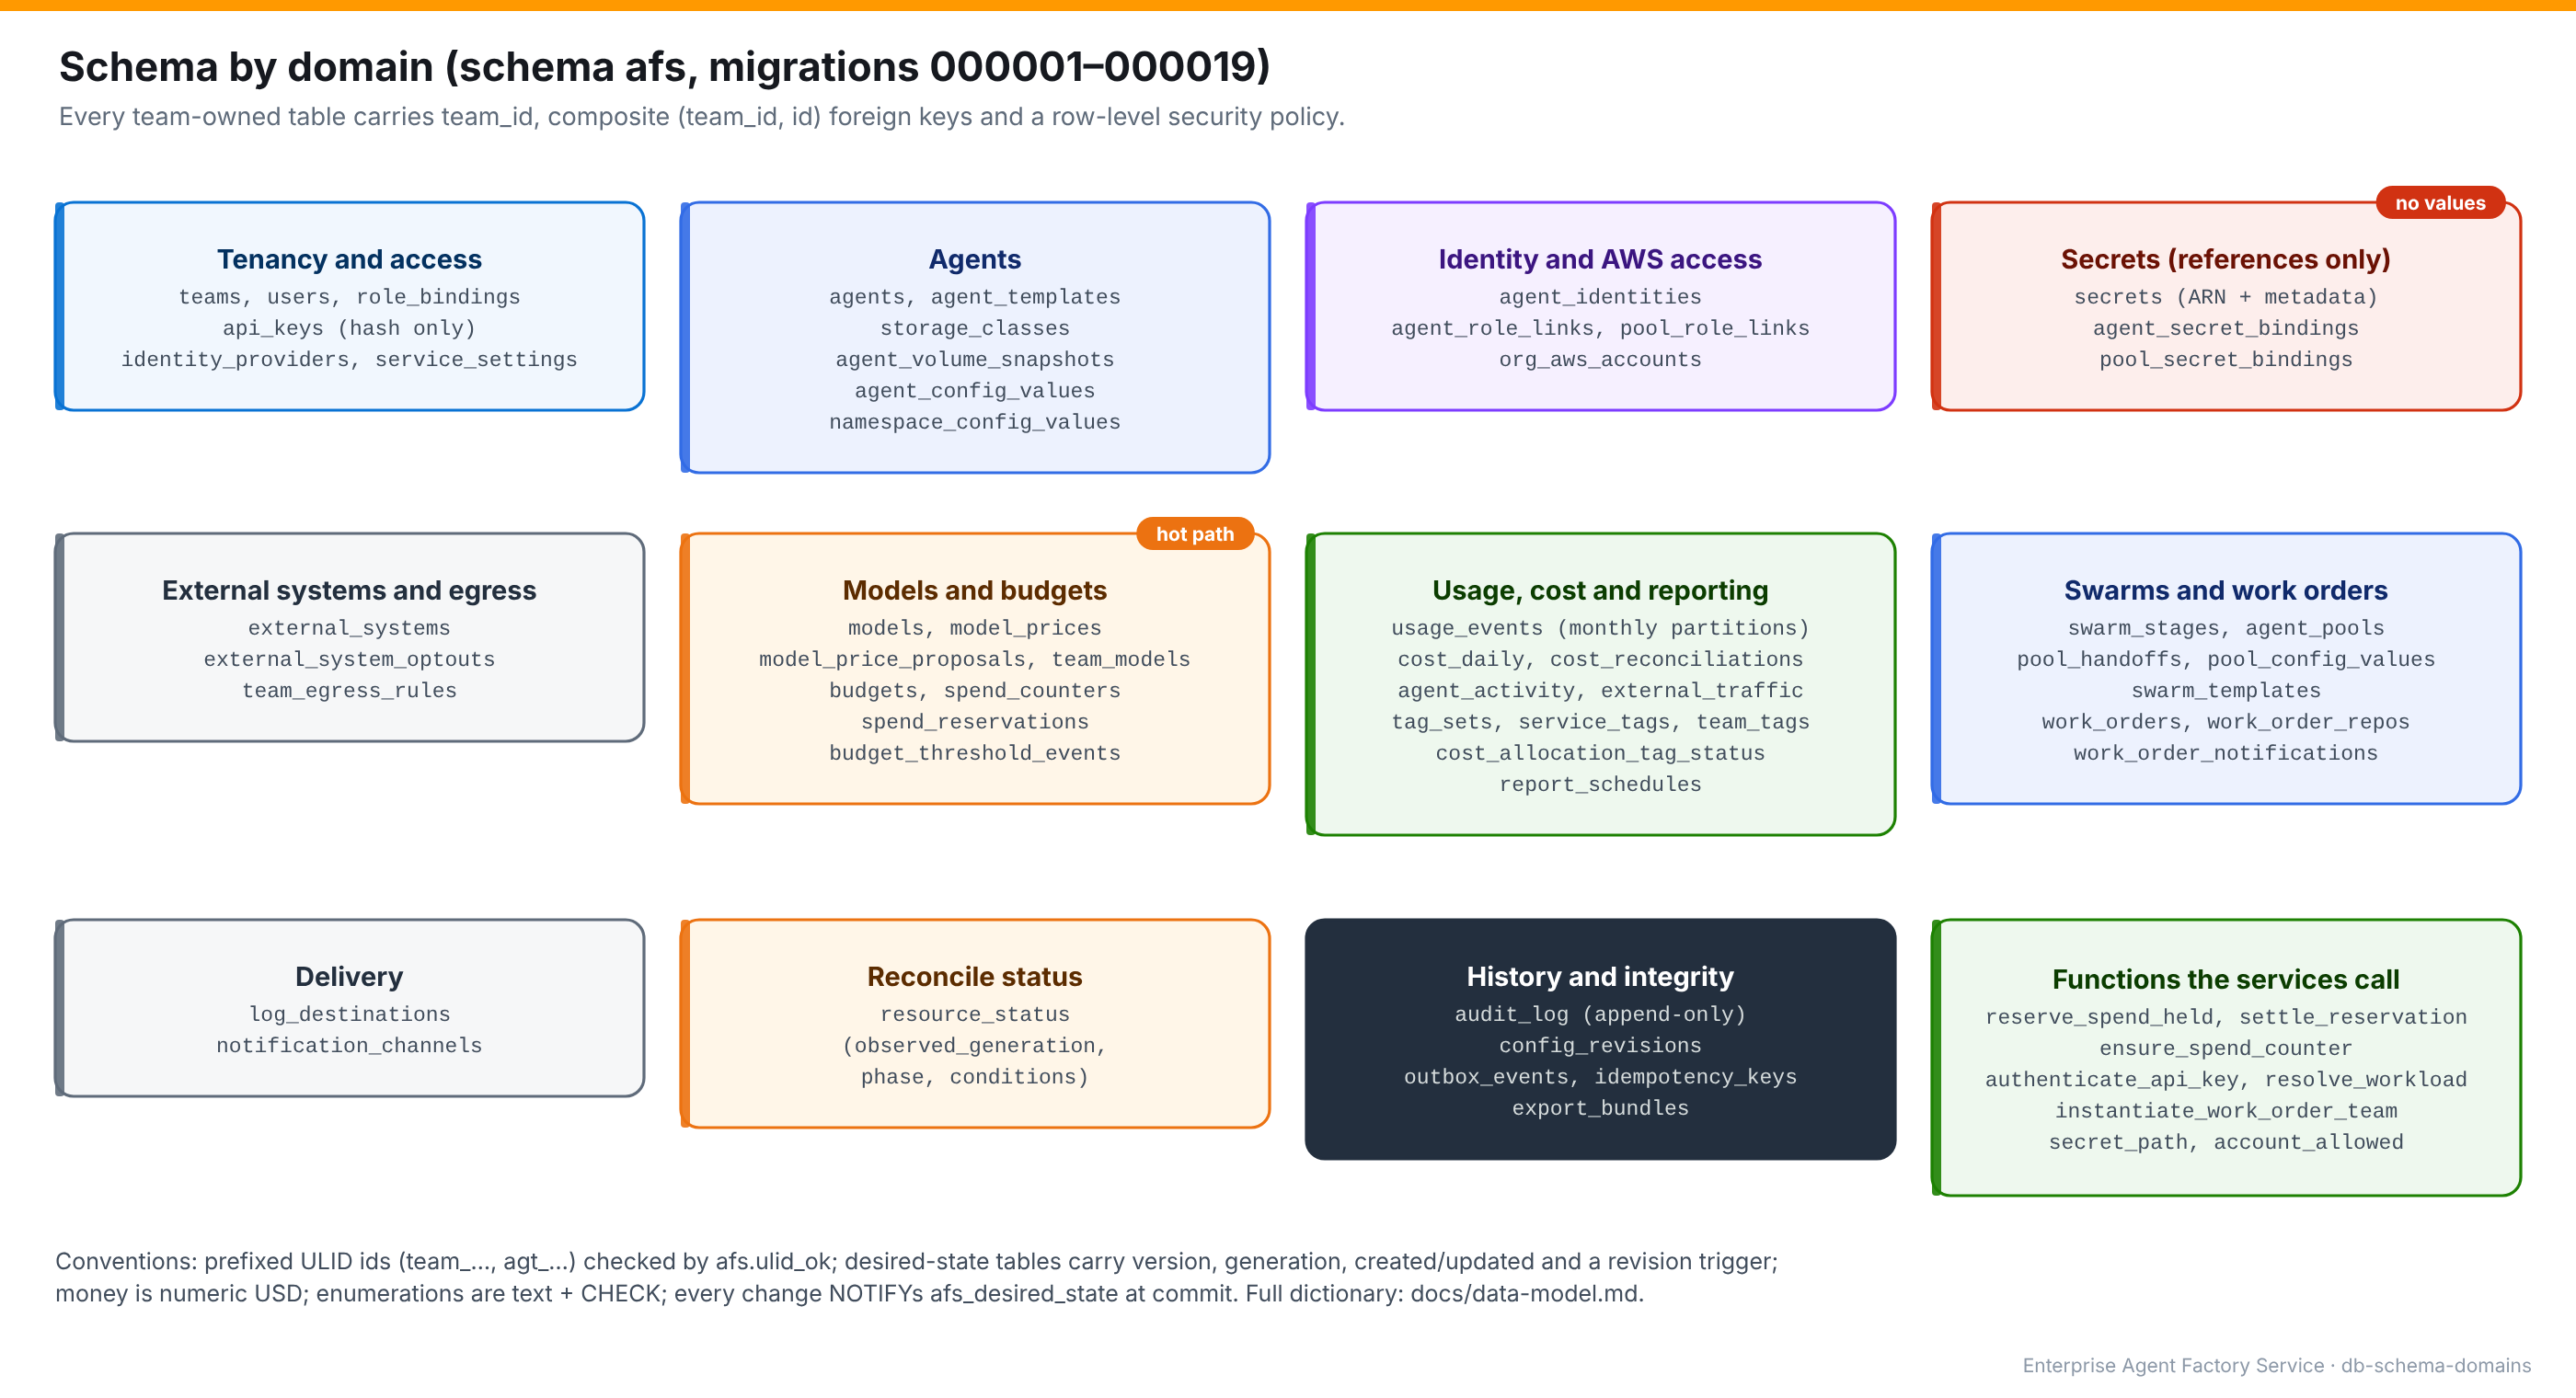 Schema by domain (schema afs, migrations 000001–000019)
Every team-owned table carries team_id, composite (team_id, id) foreign keys and a row-level security policy.
Tenancy and access
teams, users, role_bindings
api_keys (hash only)
identity_providers, service_settings
Agents
agents, agent_templates
storage_classes
agent_volume_snapshots
agent_config_values
namespace_config_values
Identity and AWS access
agent_identities
agent_role_links, pool_role_links
org_aws_accounts
no values
Secrets (references only)
secrets (ARN + metadata)
agent_secret_bindings
pool_secret_bindings
External systems and egress
external_systems
external_system_optouts
team_egress_rules
hot path
Models and budgets
models, model_prices
model_price_proposals, team_models
budgets, spend_counters
spend_reservations
budget_threshold_events
Usage, cost and reporting
usage_events (monthly partitions)
cost_daily, cost_reconciliations
agent_activity, external_traffic
tag_sets, service_tags, team_tags
cost_allocation_tag_status
report_schedules
Swarms and work orders
swarm_stages, agent_pools
pool_handoffs, pool_config_values
swarm_templates
work_orders, work_order_repos
work_order_notifications
Delivery
log_destinations
notification_channels
Reconcile status
resource_status
(observed_generation,
phase, conditions)
History and integrity
audit_log (append-only)
config_revisions
outbox_events, idempotency_keys
export_bundles
Functions the services call
reserve_spend_held, settle_reservation
ensure_spend_counter
authenticate_api_key, resolve_workload
instantiate_work_order_team
secret_path, account_allowed
Conventions: prefixed ULID ids (team_…, agt_…) checked by afs.ulid_ok; desired-state tables carry version, generation, created/updated and a revision trigger;
money is numeric USD; enumerations are text + CHECK; every change NOTIFYs afs_desired_state at commit. Full dictionary: docs/data-model.md.
Enterprise Agent Factory Service · db-schema-domains